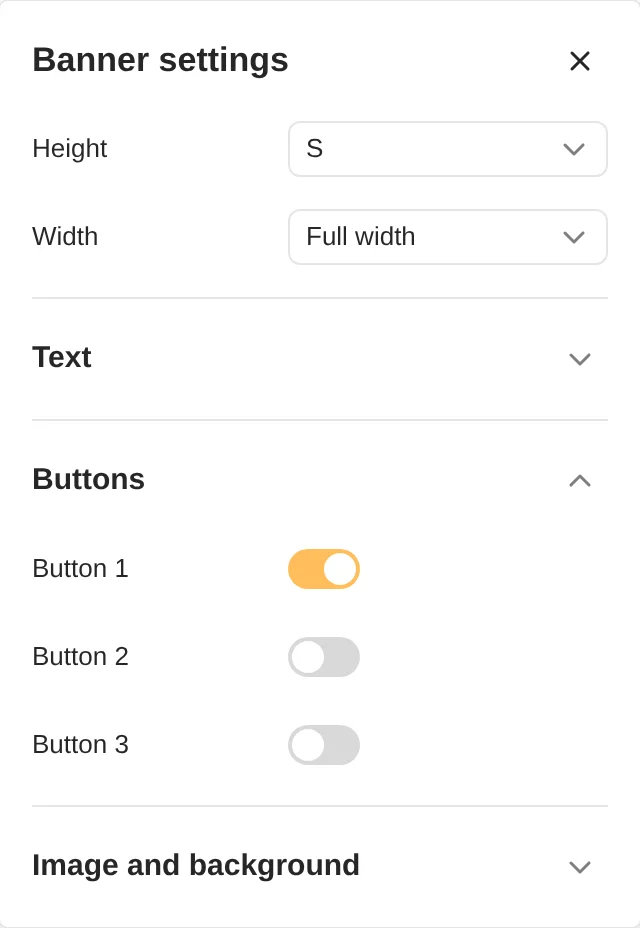 Banner settings
Height S
Width Full width
Text
Buttons
Button 1
Button 2
Button 3
Image and background